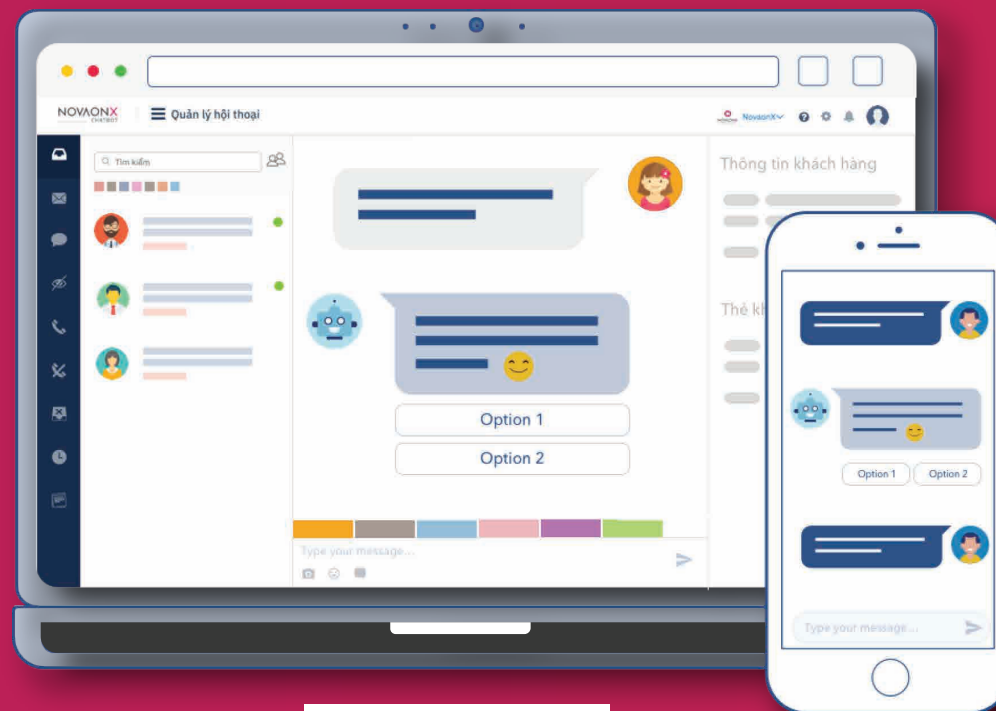 NOVAONX
CHATBOT
Quản lý hội thoại
NovaonX
Tìm kiếm
Thông tin khách hàng
Thẻ
Option 1
Option 2
Type your message...
Option 1
Option 2
Type your message...